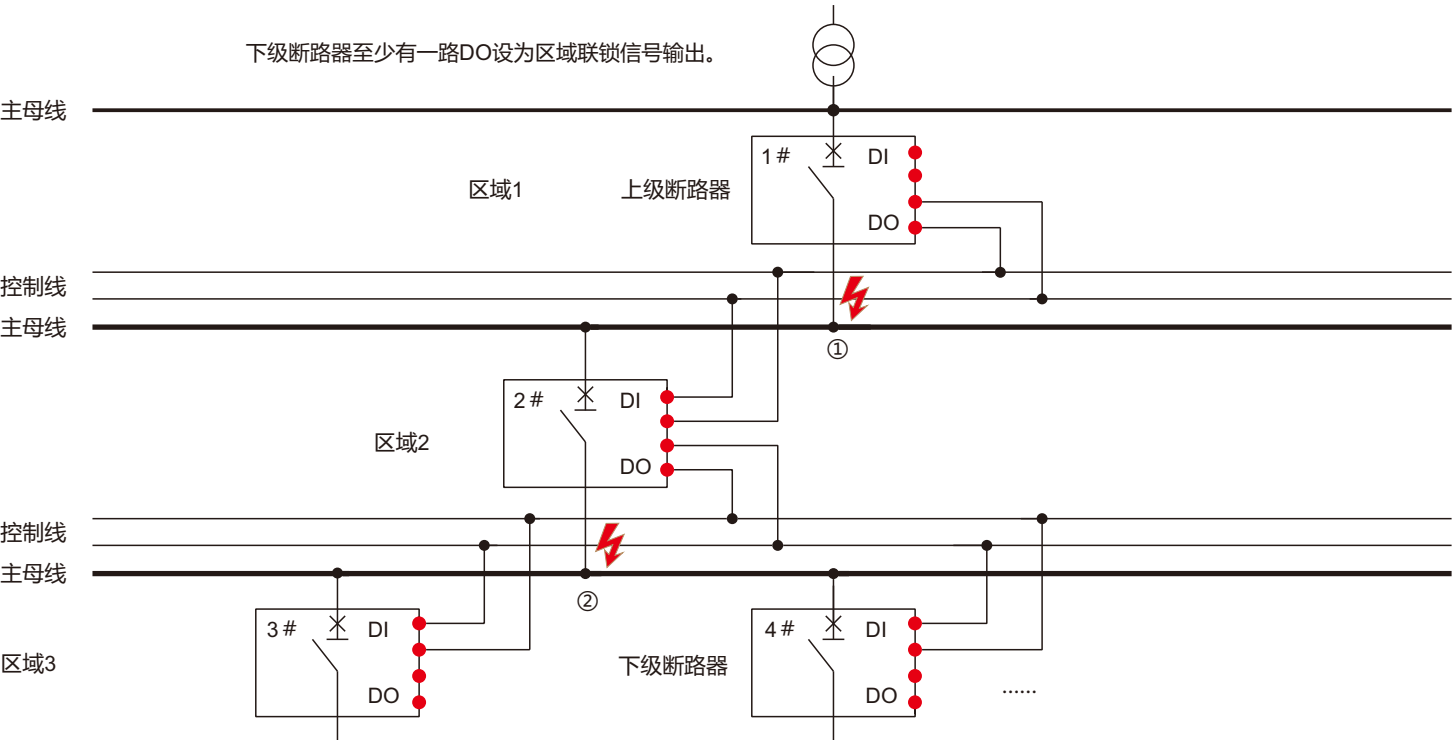 下级断路器至少有一路DO设为区域联锁信号输出。
主母线
1# DI
区域1 上级断路器
DO
控制线
主母线
①
2# DI
区域2
DO
控制线
主母线
②
3# DI 4# DI
区域3 下级断路器
DO DO ......